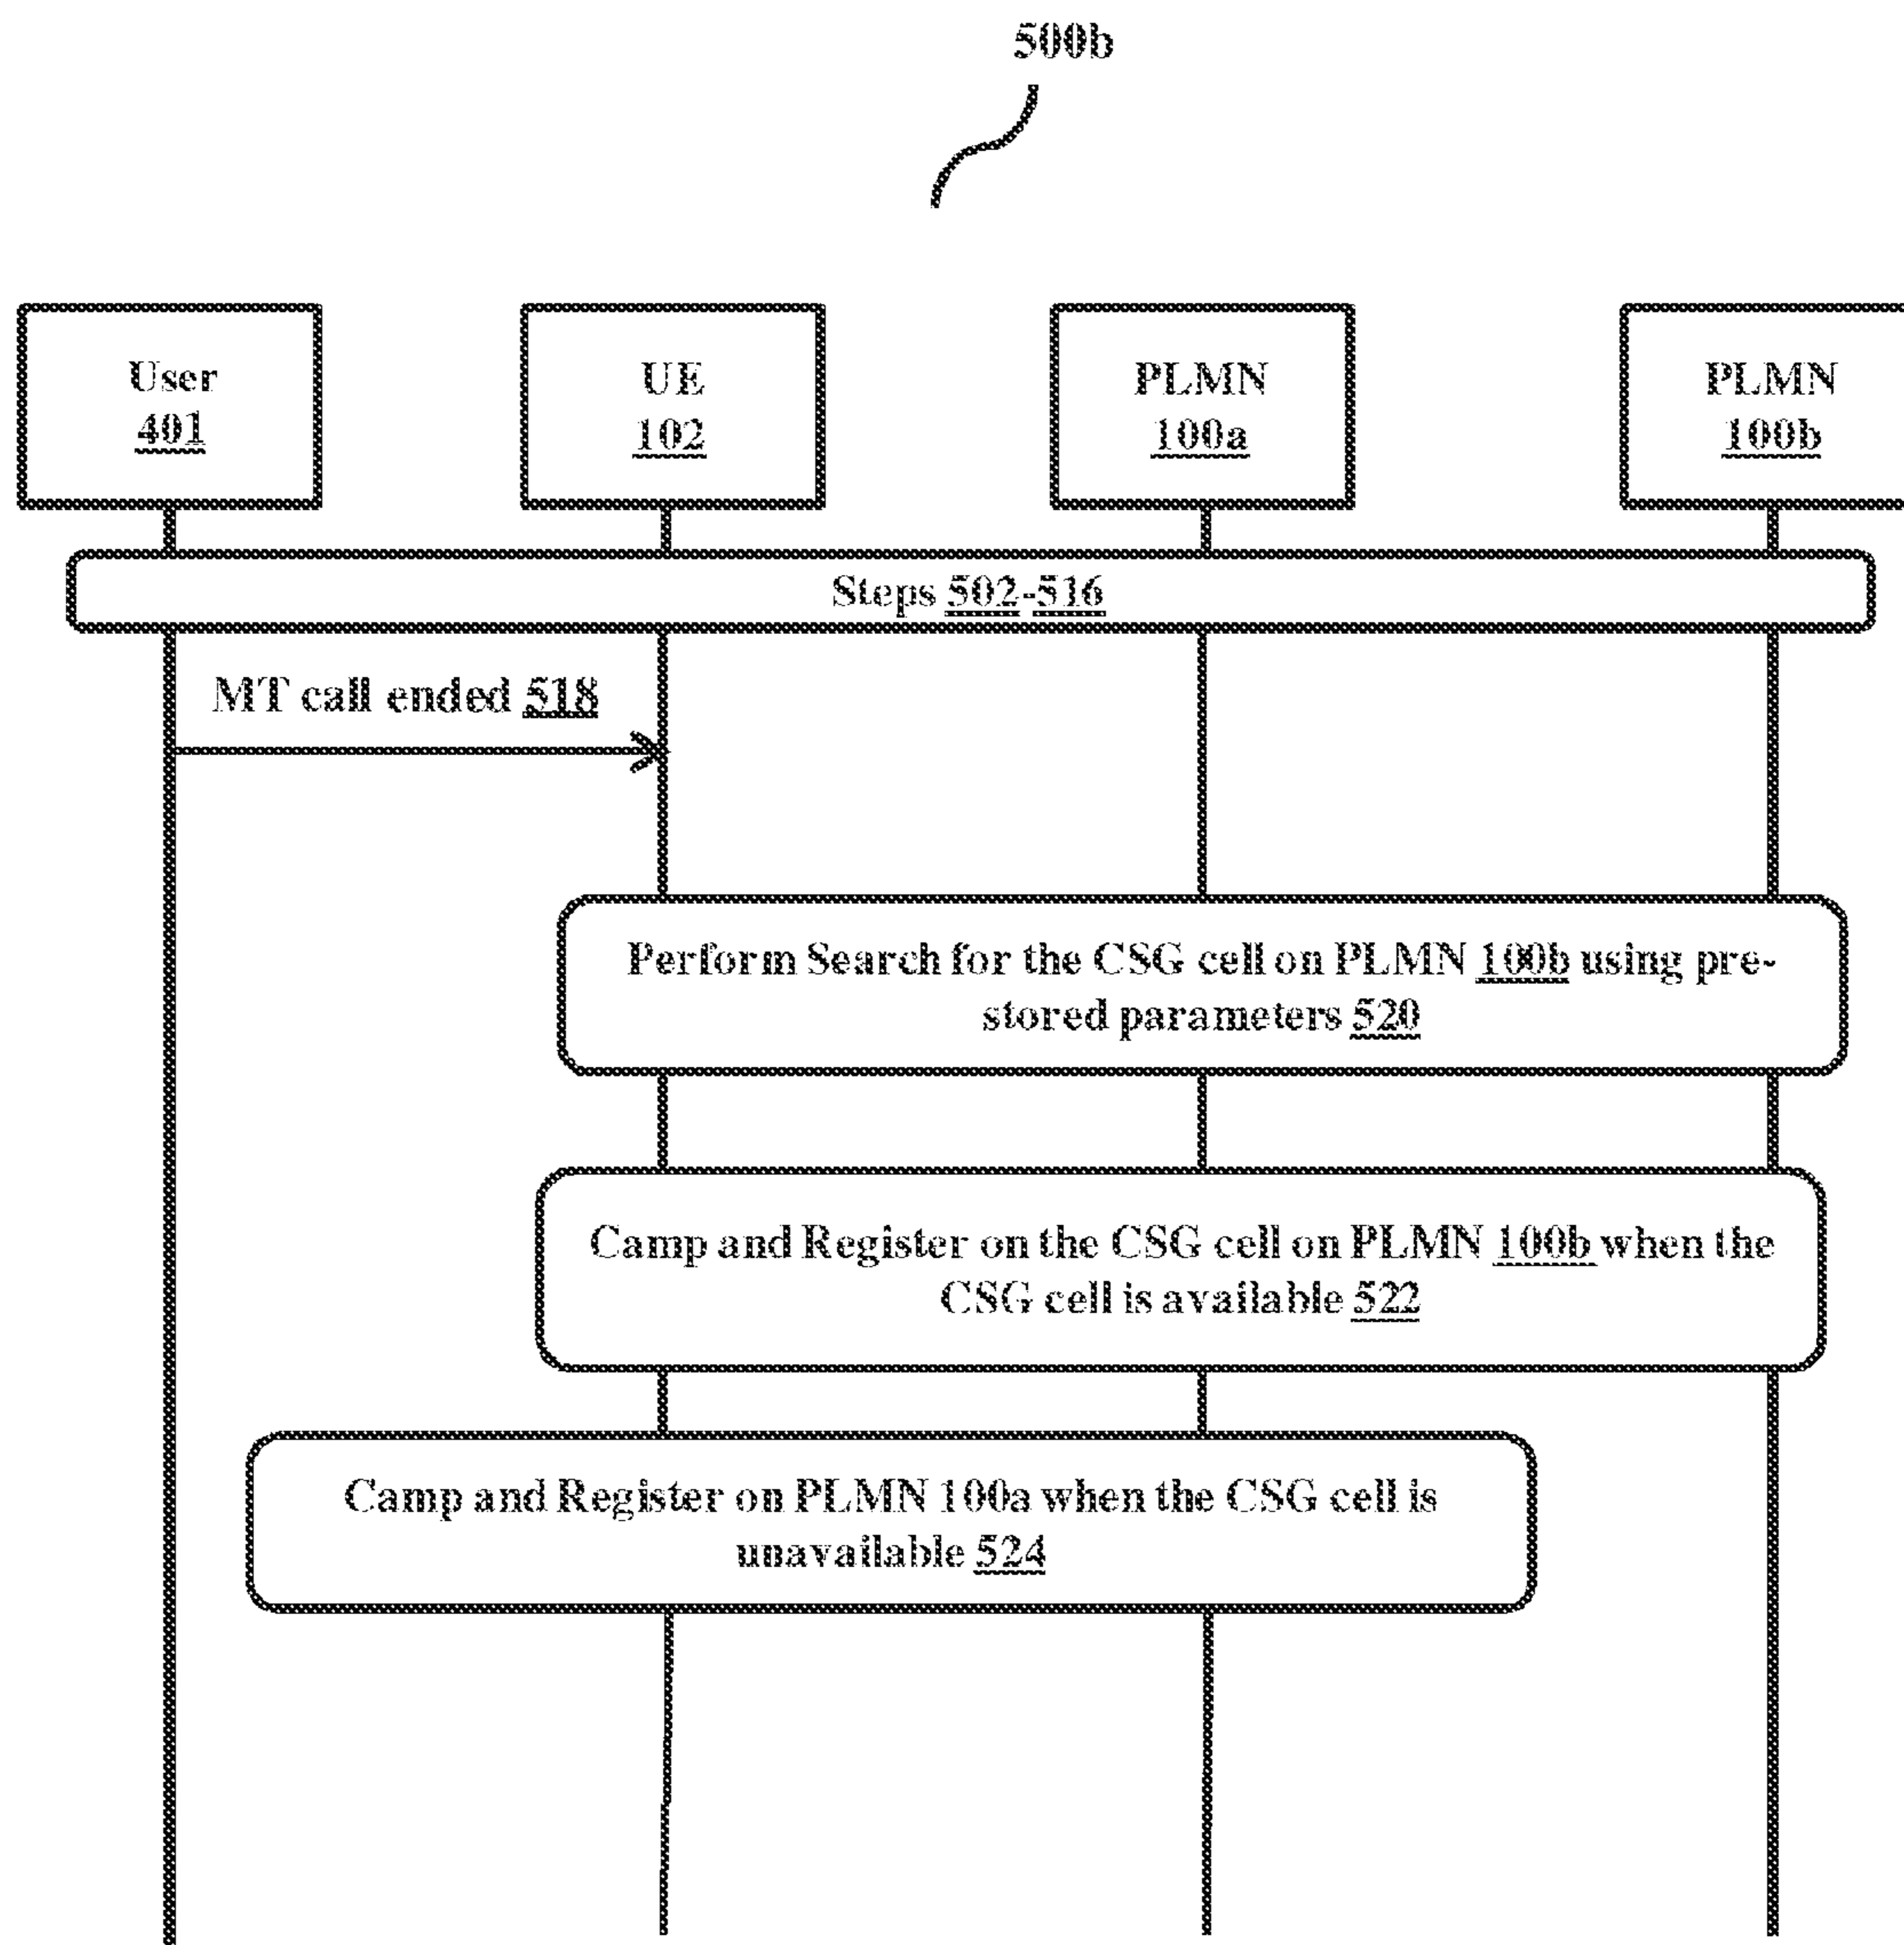 500b
User
401
UE
102
PLMN
100a
PLMN
100b
Steps 502-516
MT call ended 518
Perform Search for the CSG cell on PLMN 100b using pre-
stored parameters 520
Camp and Register on the CSG cell on PLMN 100b when the
CSG cell is available 522
Camp and Register on PLMN 100a when the CSG cell is
unavailable 524